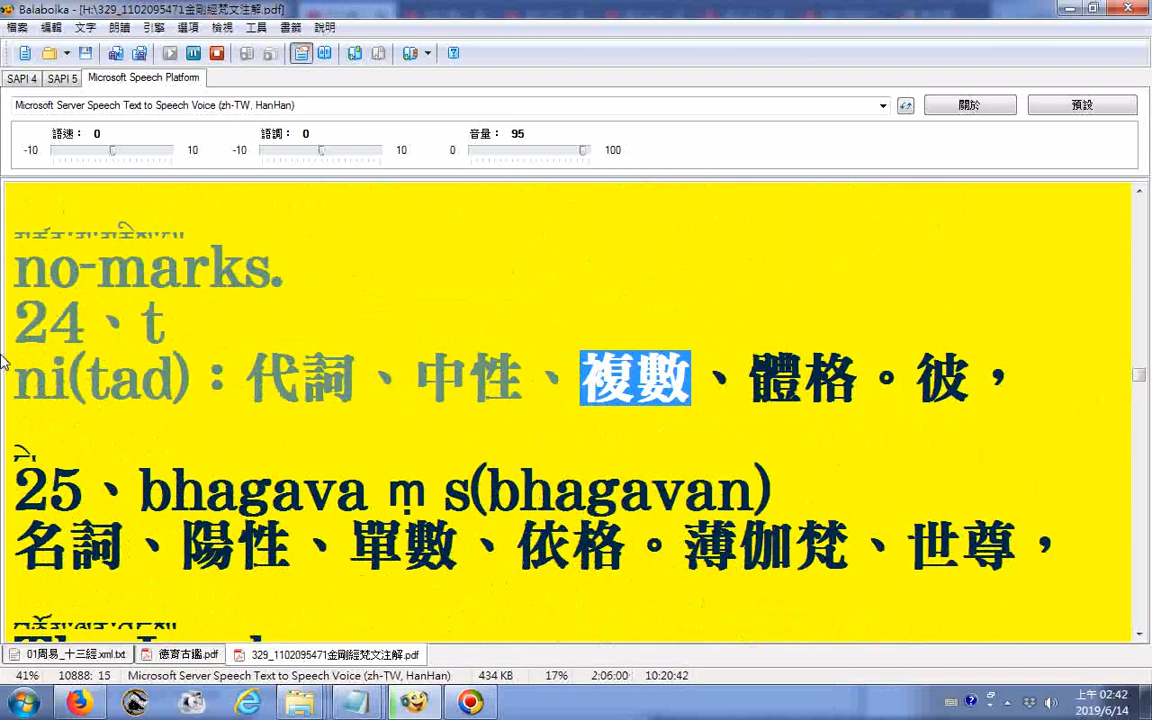 Balabolka - [H:\329_1102095471金剛經梵文注解.pdf]
檔案 編輯 文字 朗讀 引擎 選項 檢視 工具 書籤 說明
SAPI 4 SAPI 5 Microsoft Speech Platform
Microsoft Server Speech Text to Speech Voice (zh-TW, HanHan) 關於 預設
語速： 0 語調： 0 音量： 95
-10 10 -10 10 0 100
no-marks.
24、t
ni(tad)：代詞、中性、複數、體格。彼，
25、bhagava ṃ s(bhagavan)
名詞、陽性、單數、依格。薄伽梵、世尊，
01周易_十三經.xml.txt 德育古鑑.pdf 329_1102095471金剛經梵文注解.pdf
41% 10888: 15 Microsoft Server Speech Text to Speech Voice (zh-TW, HanHan) 434 KB 17% 2:06:00 10:20:42
上午 02:42
2019/6/14